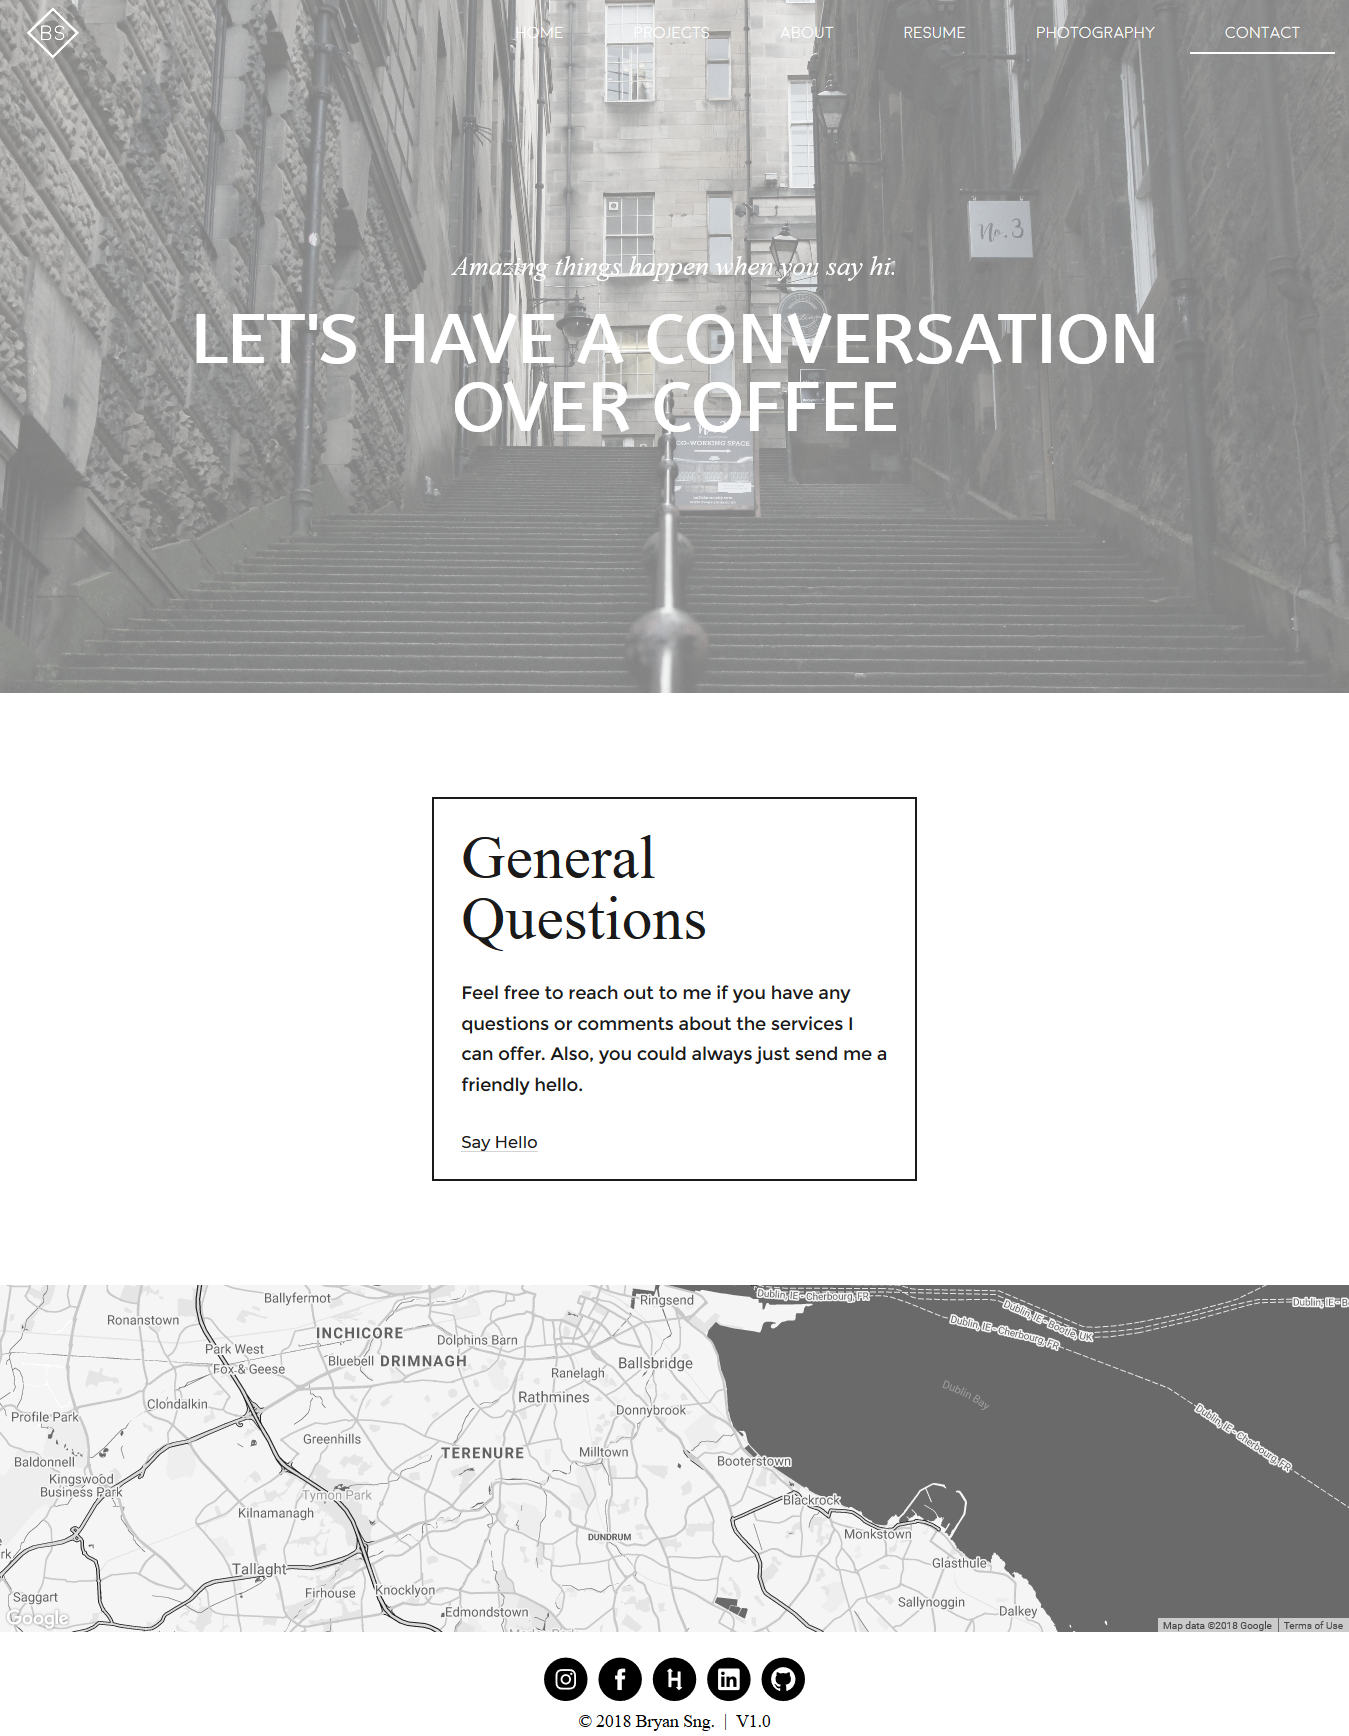 BS
HOME PROJECTS ABOUT RESUME PHOTOGRAPHY CONTACT
No.3
Amazing things happen when you say hi.
LET'S HAVE A CONVERSATION
OVER COFFEE
CO-WORKING SPACE
General
Questions
Feel free to reach out to me if you have any
questions or comments about the services I
can offer. Also, you could always just send me a
friendly hello.
Say Hello
Ballyfermot
Ringsend
Dublin, IE - Cherbourg, FR
Dublin, IE - Bootle, UK
Dublin, IE - B
Ronanstown
INCHICORE
Dolphins Barn
Dublin, IE - Cherbourg, FR
Park West
Bluebell
DRIMNAGH
Ballsbridge
Fox & Geese
Ranelagh
Rathmines
Dublin Bay
Clondalkin
Donnybrook
Dublin, IE - Cherbourg, FR
Profile Park
Greenhills
TERENURE
Milltown
Booterstown
Baldonnell
Kingswood
Business Park
Tymon Park
Blackrock
Kilnamanagh
Monkstown
DUNDRUM
rk
Tallaght
Glasthule
Saggart
Firhouse
Knocklyon
Sallynoggin
Edmondstown
Dalkey
Google
Map data ©2018 Google
Terms of Use
© 2018 Bryan Sng. | V1.0